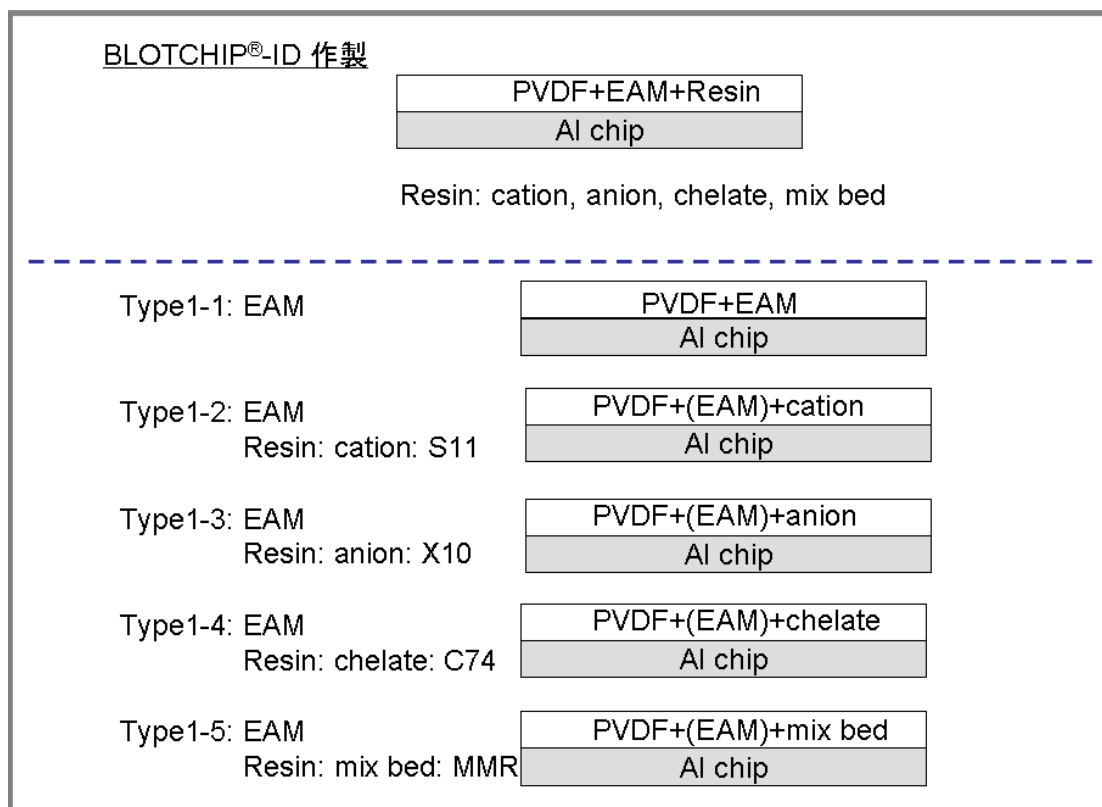 BLOTCHIP®-ID 作製
PVDF+EAM+Resin
Al chip
Resin: cation, anion, chelate, mix bed
Type1-1: EAM
PVDF+EAM
Al chip
Type1-2: EAM
Resin: cation: S11
PVDF+(EAM)+cation
Al chip
Type1-3: EAM
Resin: anion: X10
PVDF+(EAM)+anion
Al chip
Type1-4: EAM
Resin: chelate: C74
PVDF+(EAM)+chelate
Al chip
Type1-5: EAM
Resin: mix bed: MMR
PVDF+(EAM)+mix bed
Al chip